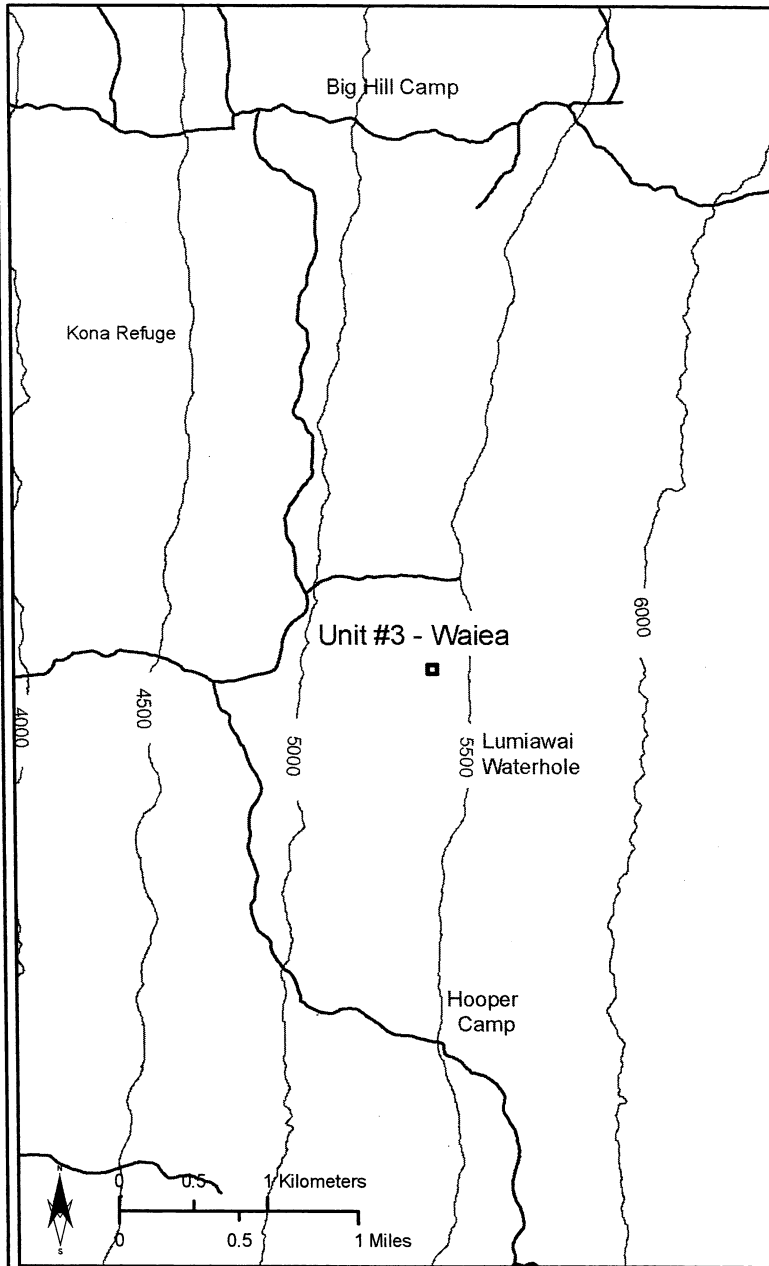 Big Hill Camp
Kona Refuge
6000
Unit #3 - Waiea
4500
4000
5000
5500
Lumiawai
Waterhole
Hooper
Camp
N
0 0.5 1 Kilometers
S
0 0.5 1 Miles